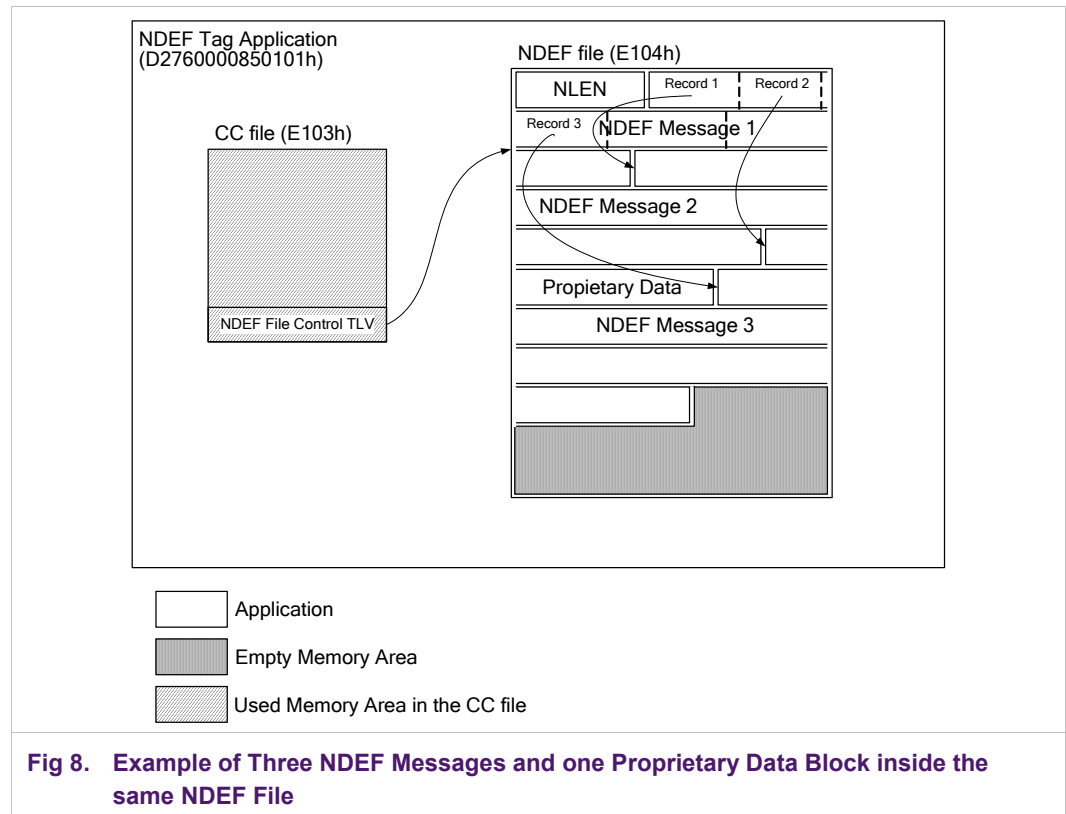 NDEF Tag Application
(D2760000850101h)
NDEF file (E104h)
NLEN
Record 1
Record 2
CC file (E103h)
Record 3
NDEF Message 1
NDEF Message 2
Propietary Data
NDEF File Control TLV
NDEF Message 3
Application
Empty Memory Area
Used Memory Area in the CC file
Fig 8. Example of Three NDEF Messages and one Proprietary Data Block inside the
same NDEF File